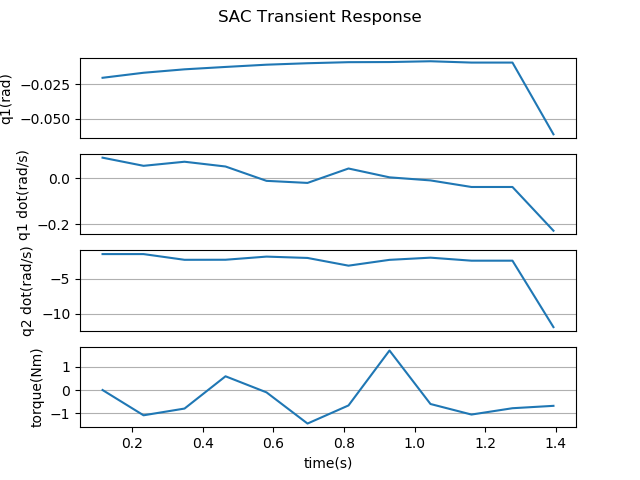 SAC Transient Response
q1(rad)
−0.025
−0.050
q1 dot(rad/s)
0.0
−0.2
q2 dot(rad/s)
−5
−10
torque(Nm)
1
0
−1
0.2 0.4 0.6 0.8 1.0 1.2 1.4
time(s)